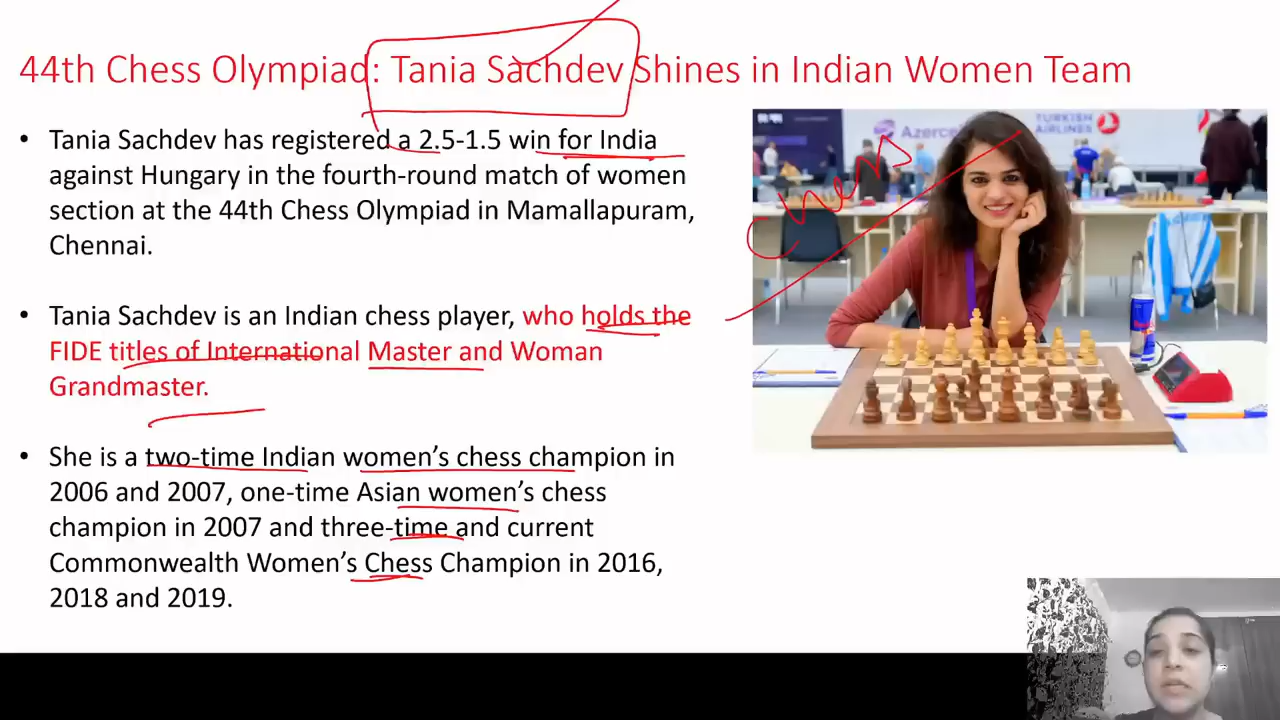 44th Chess Olympiad: Tania Sachdev Shines in Indian Women Team
• Tania Sachdev has registered a 2.5-1.5 win for India
against Hungary in the fourth-round match of women
section at the 44th Chess Olympiad in Mamallapuram,
Chennai.
• Tania Sachdev is an Indian chess player, who holds the
FIDE titles of International Master and Woman
Grandmaster.
• She is a two-time Indian women's chess champion in
2006 and 2007, one-time Asian women's chess
champion in 2007 and three-time and current
Commonwealth Women's Chess Champion in 2016,
2018 and 2019.
Chess
TURKISH
AIRLINES